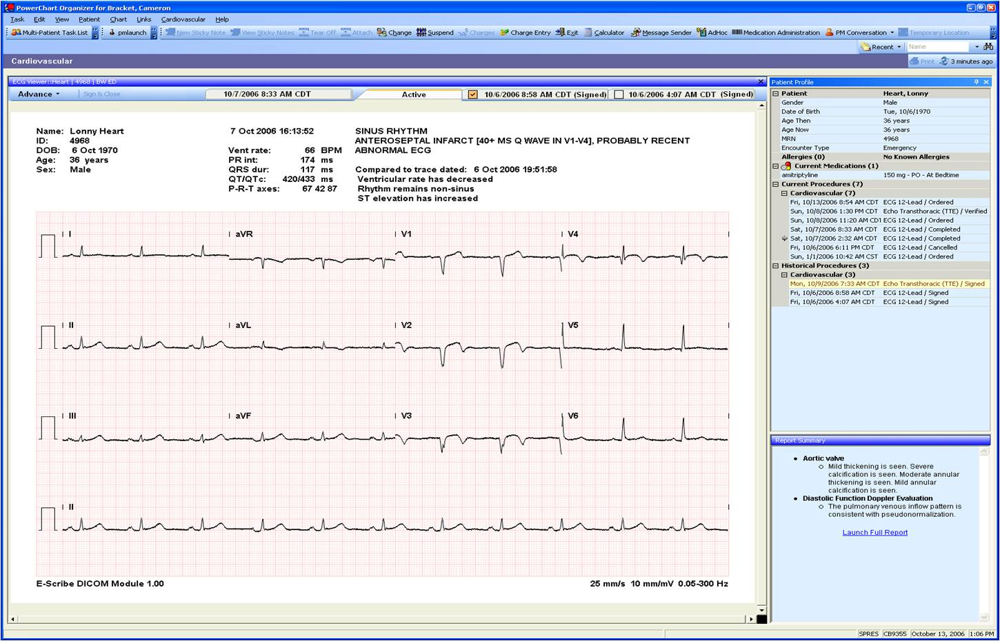 PowerChart Organizer for Bracket, Cameron
Task Edit View Patient Chart Links Cardiovascular Help
Multi-Patient Task List pmlaunch New Sticky Note View Sticky Notes Tear Off Attach Change Suspend Charges Charge Entry Exit Calculator Message Sender AdHoc Medication Administration PM Conversation Temporary Location
Recent Name
Cardiovascular Print 3 minutes ago
ECG Viewer::Heart | 4968 | BW ED
Advance Sign & Close 10/7/2006 8:33 AM CDT Active 10/6/2006 8:58 AM CDT (Signed) 10/6/2006 4:07 AM CDT (Signed)
Name: Lonny Heart 7 Oct 2006 16:13:52 SINUS RHYTHM
ID: 4968 ANTEROSEPTAL INFARCT [40+ MS Q WAVE IN V1-V4], PROBABLY RECENT
DOB: 6 Oct 1970 Vent rate: 66 BPM ABNORMAL ECG
Age: 36 years PR int: 174 ms
Sex: Male QRS dur: 117 ms Compared to trace dated: 6 Oct 2006 19:51:58
QT/QTc: 420/433 ms Ventricular rate has decreased
P-R-T axes: 67 42 87 Rhythm remains non-sinus
ST elevation has increased
I aVR V1 V4
II aVL V2 V5
III aVF V3 V6
II
E-Scribe DICOM Module 1.00 25 mm/s 10 mm/mV 0.05-300 Hz
Patient Profile
Patient Heart, Lonny
Gender Male
Date of Birth Tue, 10/6/1970
Age Then 36 years
Age Now 36 years
MRN 4968
Encounter Type Emergency
Allergies (0) No Known Allergies
Current Medications (1)
amitriptyline 150 mg - PO - At Bedtime
Current Procedures (7)
Cardiovascular (7)
Fri, 10/13/2006 8:54 AM CDT ECG 12-Lead / Ordered
Sun, 10/8/2006 1:30 PM CDT Echo Transthoracic (TTE) / Verified
Sun, 10/8/2006 11:20 AM CDT ECG 12-Lead / Ordered
Sat, 10/7/2006 8:33 AM CDT ECG 12-Lead / Completed
Sat, 10/7/2006 2:32 AM CDT ECG 12-Lead / Completed
Fri, 10/6/2006 6:11 PM CDT ECG 12-Lead / Cancelled
Sun, 1/1/2006 10:42 AM CST ECG 12-Lead / Ordered
Historical Procedures (3)
Cardiovascular (3)
Mon, 10/9/2006 7:33 AM CDT Echo Transthoracic (TTE) / Signed
Fri, 10/6/2006 8:58 AM CDT ECG 12-Lead / Signed
Fri, 10/6/2006 4:07 AM CDT ECG 12-Lead / Signed
Report Summary
Aortic valve
Mild thickening is seen. Severe
calcification is seen. Moderate annular
thickening is seen. Mild annular
calcification is seen.
Diastolic Function Doppler Evaluation
The pulmonary venous inflow pattern is
consistent with pseudonormalization.
Launch Full Report
SPRES CB9355 October 13, 2006 1:06 PM